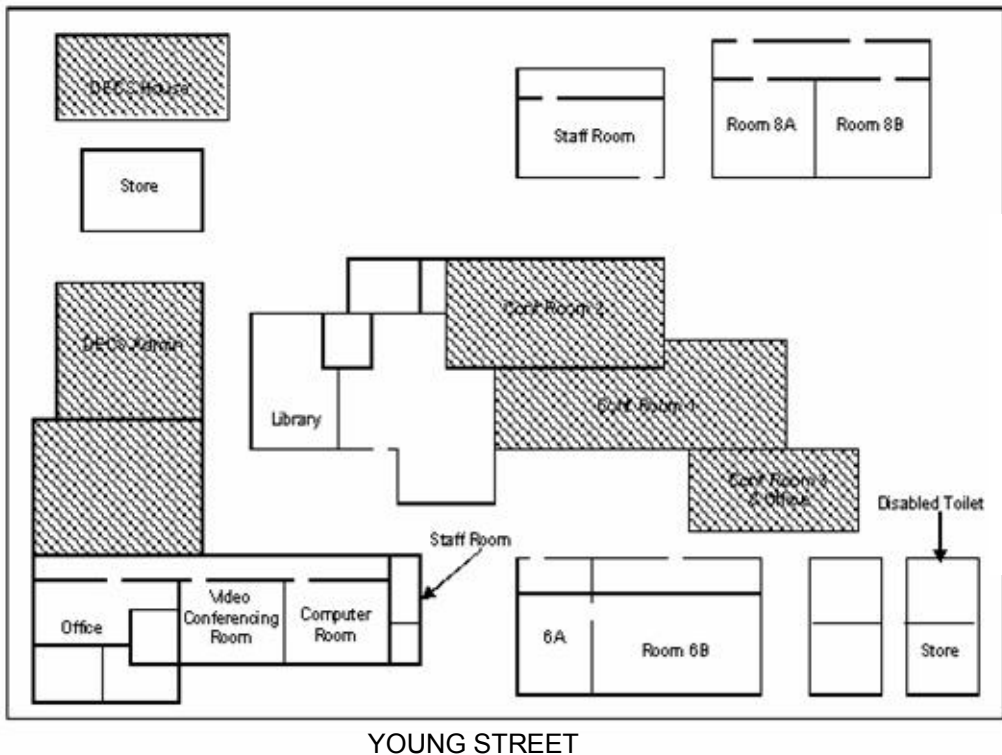 DECS House
Store
Staff Room
Room 8A
Room 8B
Conf Room 2
DECS Admin
Conf Room 1
Library
Conf Room 3
& Office
Disabled Toilet
Staff Room
Office
Video
Conferencing
Room
Computer
Room
6A
Room 6B
Store
YOUNG STREET